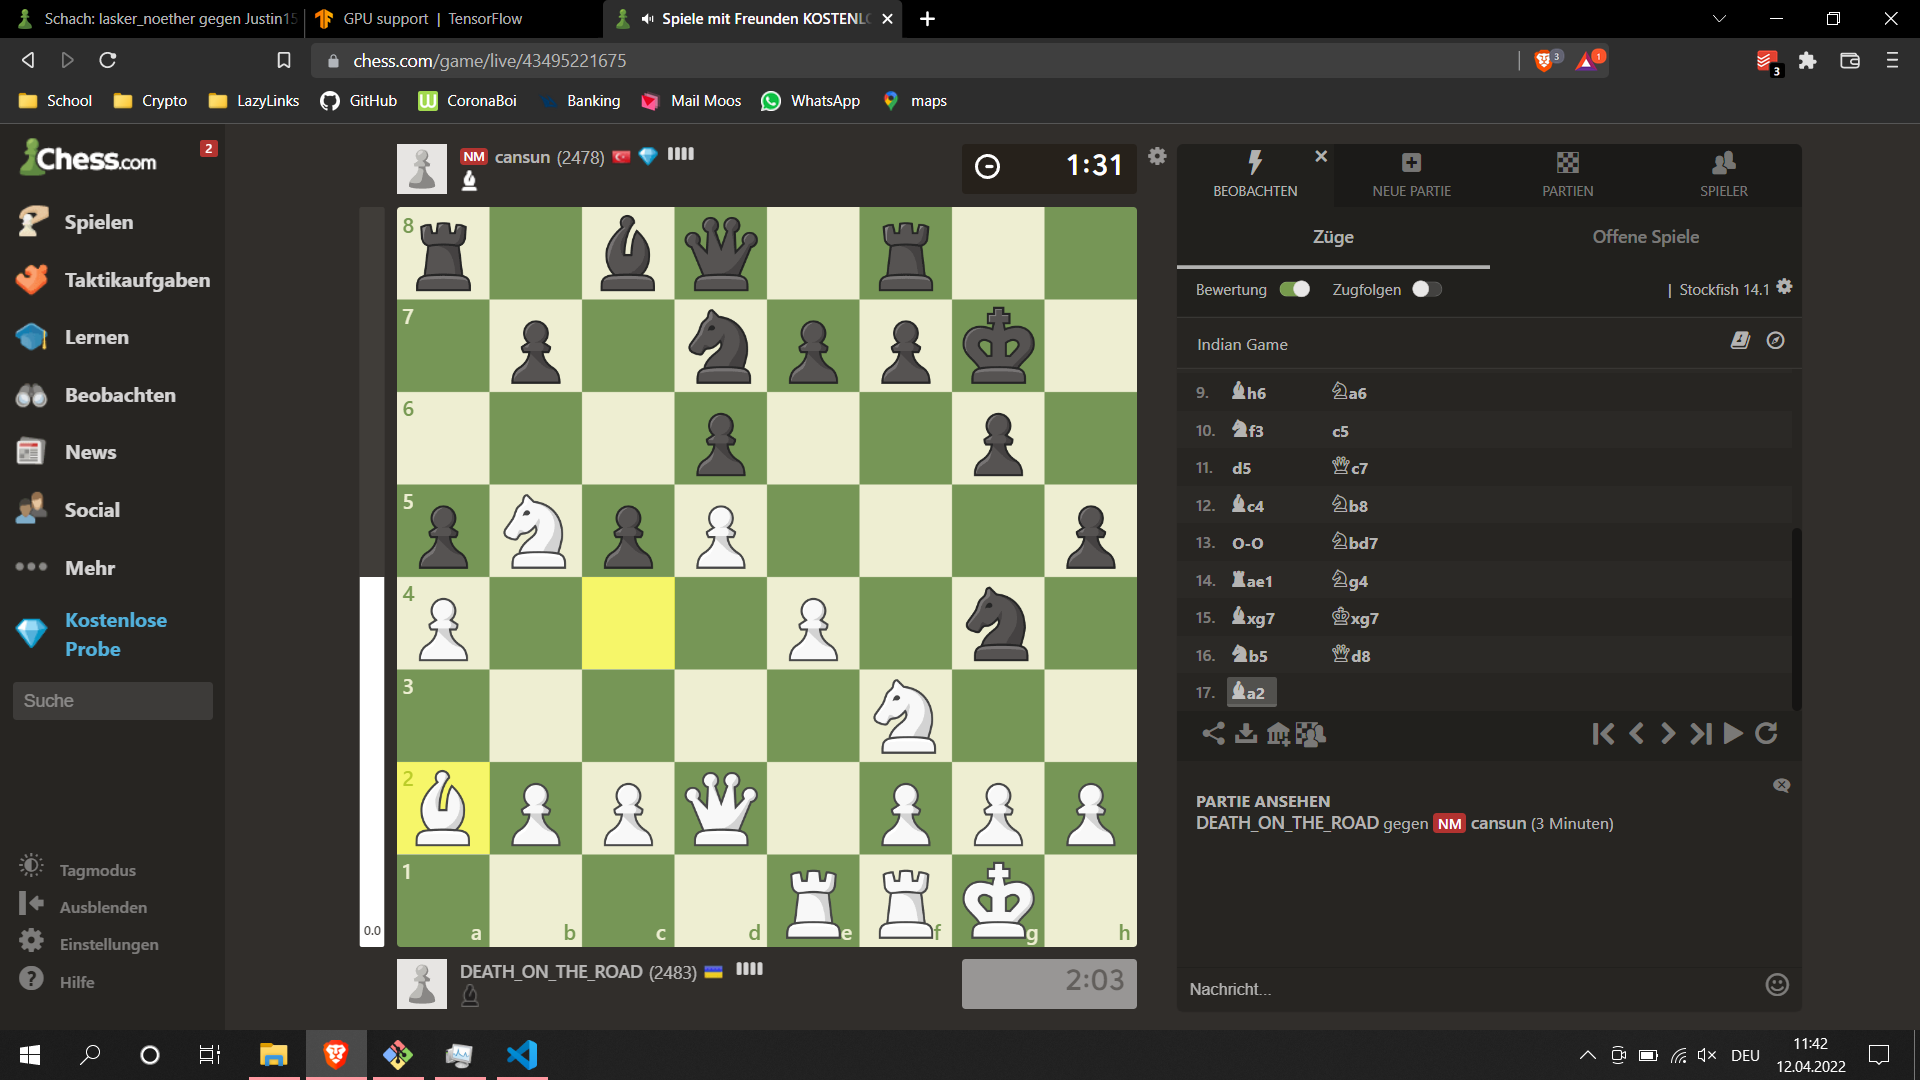 Schach: lasker_noether gegen Justin15
GPU support | TensorFlow
Spiele mit Freunden KOSTENLO
chess.com/game/live/43495221675
3
1
3
School
Crypto
LazyLinks
GitHub
CoronaBoi
Banking
Mail Moos
WhatsApp
maps
Chess.com
2
Spielen
Taktikaufgaben
Lernen
Beobachten
News
Social
Mehr
Kostenlose
Probe
Suche
Tagmodus
Ausblenden
Einstellungen
Hilfe
NM cansun (2478)
1:31
8
7
6
5
4
3
2
1
a b c d e f g h
0.0
DEATH_ON_THE_ROAD (2483)
2:03
BEOBACHTEN
NEUE PARTIE
PARTIEN
SPIELER
Züge
Offene Spiele
Bewertung
Zugfolgen
| Stockfish 14.1
Indian Game
9. h6 a6
10. f3 c5
11. d5 c7
12. c4 b8
13. O-O bd7
14. ae1 g4
15. xg7 xg7
16. b5 d8
17. a2
PARTIE ANSEHEN
DEATH_ON_THE_ROAD gegen NM cansun (3 Minuten)
Nachricht...
DEU
11:42
12.04.2022